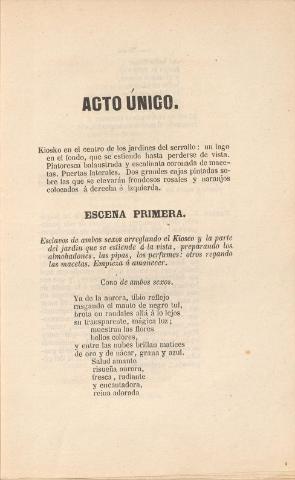 ACTO ÚNICO.
Kiosko en el centro de los jardines del serrallo: un lago
en el fondo, que se estiende hasta perderse de vista.
Pintoresca balaustrada y escalinata coronada de mace-
tas. Puertas laterales. Dos grandes cajas pintadas so-
bre las que se elevarán frondosos rosales y naranjos
colocados á derecha é izquierda.
ESCENA PRIMERA.
Esclavos de ambos sexos arreglando el Kiosco y la parte
del jardin que se estiende á la vista, preparando los
almohadones, las pipas, los perfumes: otros regando
las macetas. Empieza á amanecer.
Coro de ambos sexos.
Ya de la aurora, tibio reflejo
rasgando el manto de negro tul,
brota en raudales allá á lo lejos
su transparente, mágica luz;
muestran las flores
bellos colores,
y entre las nubes brillan matices
de oro y de nácar, grana y azul.
Salud amante
risueña aurora,
fresca, radiante
y encantadora,
reina adorada